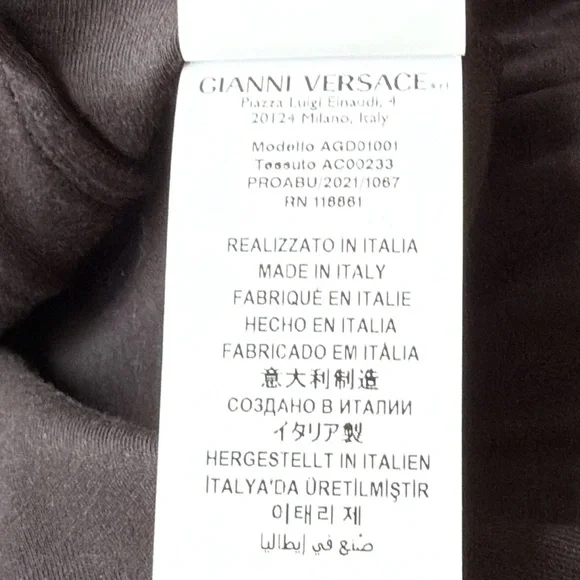 GIANNI VERSACE s.r.l.
Piazza Luigi Einaudi, 4
20124 Milano, Italy
Modello AGD01001
Tessuto AC00233
PROABU/2021/1067
RN 118861
REALIZZATO IN ITALIA
MADE IN ITALY
FABRIQUÉ EN ITALIE
HECHO EN ITALIA
FABRICADO EM ITÀLIA
意大利制造
СОЗДАНО В ИТАЛИИ
イタリア製
HERGESTELLT IN ITALIEN
İTALYA'DA ÜRETİLMİŞTİR
이태리 제
صنع في إيطاليا